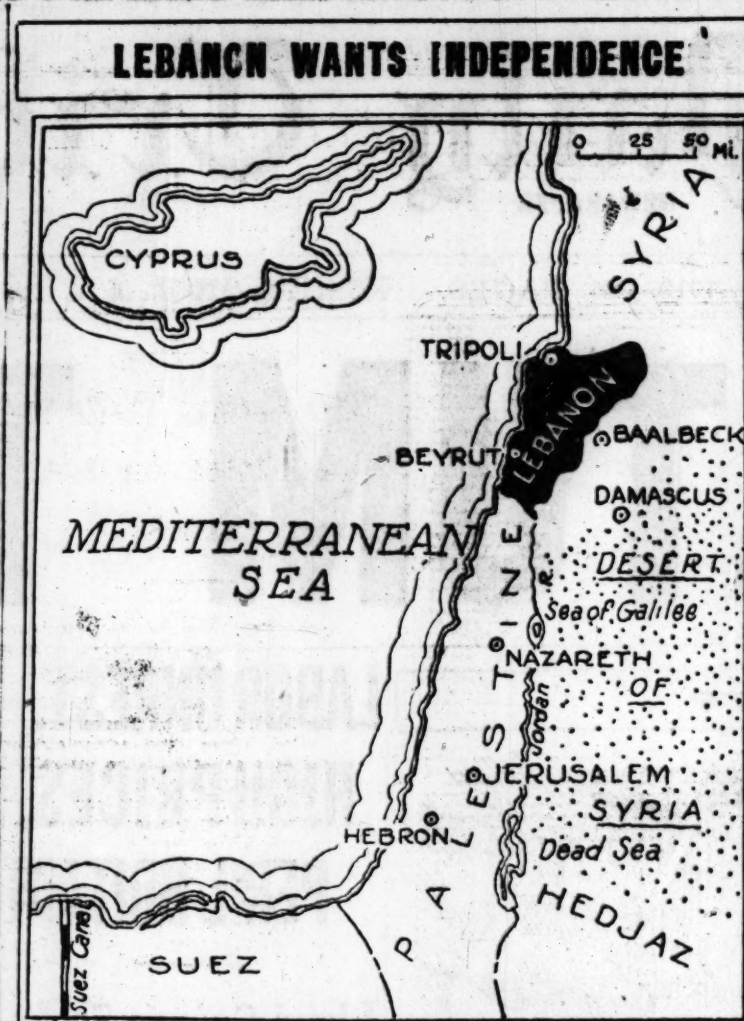 LEBANCN WANTS INDEPENDENCE
0 25 50 Mi.
SYRIA
CYPRUS
TRIPOLI
LEBANON
BAALBECK
BEYRUT
DAMASCUS
MEDITERRANEAN
SEA
DESERT
R.
Sea of Galilee
NAZARETH
OF
Jordan
JERUSALEM
SYRIA
HEBRON
Dead Sea
PALESTINE
HEDJAZ
Suez Canal
SUEZ